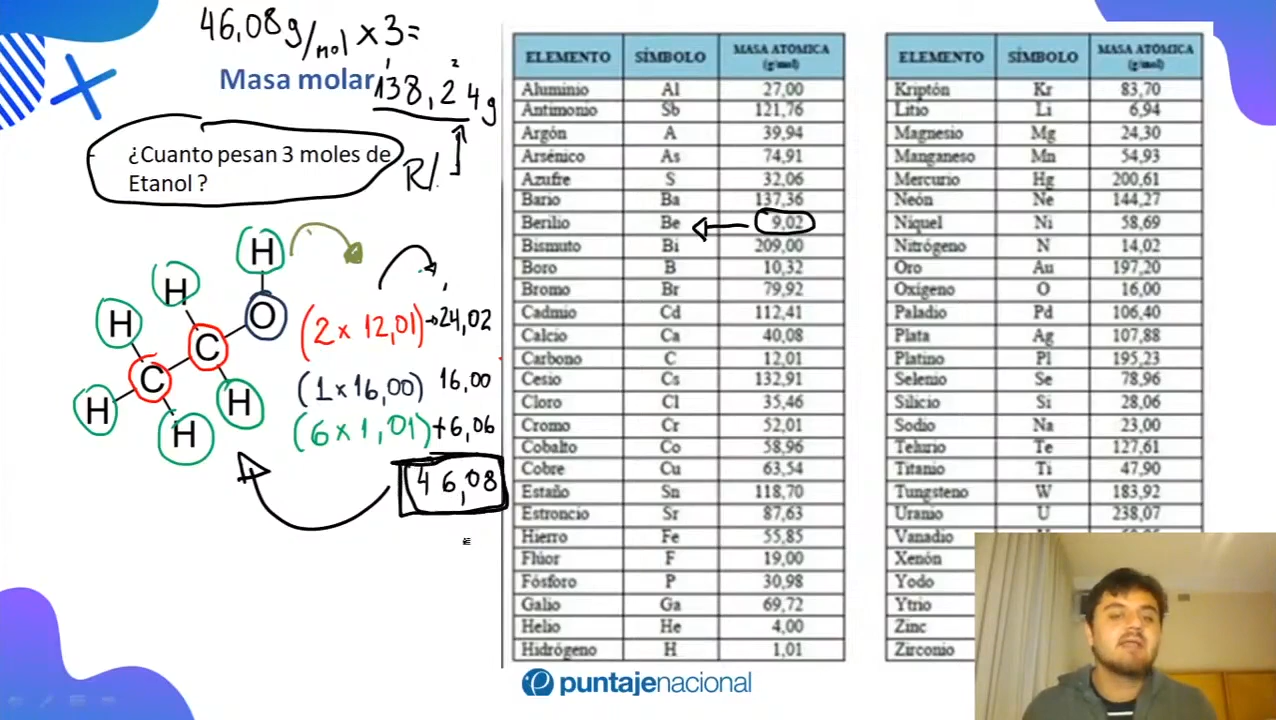 46,08g/mol x 3=
Masa molar
138,24g
¿Cuanto pesan 3 moles de
Etanol ?
R/.
H
H
H
O
C
C
H
H
H
(2 x 12,01) →24,02
(1 x 16,00) 16,00
(6 x 1,01) +6,06
46,08
ELEMENTO SÍMBOLO MASA ATOMICA (g/mol)
Aluminio Al 27,00
Antimonio Sb 121,76
Argón A 39,94
Arsénico As 74,91
Azufre S 32,06
Bario Ba 137,36
Berilio Be 9,02
Bismuto Bi 209,00
Boro B 10,32
Bromo Br 79,92
Cadmio Cd 112,41
Calcio Ca 40,08
Carbono C 12,01
Cesio Cs 132,91
Cloro Cl 35,46
Cromo Cr 52,01
Cobalto Co 58,96
Cobre Cu 63,54
Estaño Sn 118,70
Estroncio Sr 87,63
Hierro Fe 55,85
Flúor F 19,00
Fósforo P 30,98
Galio Ga 69,72
Helio He 4,00
Hidrógeno H 1,01
ELEMENTO SÍMBOLO MASA ATOMICA (g/mol)
Kriptón Kr 83,70
Litio Li 6,94
Magnesio Mg 24,30
Manganeso Mn 54,93
Mercurio Hg 200,61
Neón Ne 144,27
Niquel Ni 58,69
Nitrógeno N 14,02
Oro Au 197,20
Oxígeno O 16,00
Paladio Pd 106,40
Plata Ag 107,88
Platino Pl 195,23
Selenio Se 78,96
Silicio Si 28,06
Sodio Na 23,00
Telurio Te 127,61
Titanio Ti 47,90
Tungsteno W 183,92
Uranio U 238,07
Vanadio
Xenón
Yodo
Ytrio
Zinc
Zirconio
puntajenacional